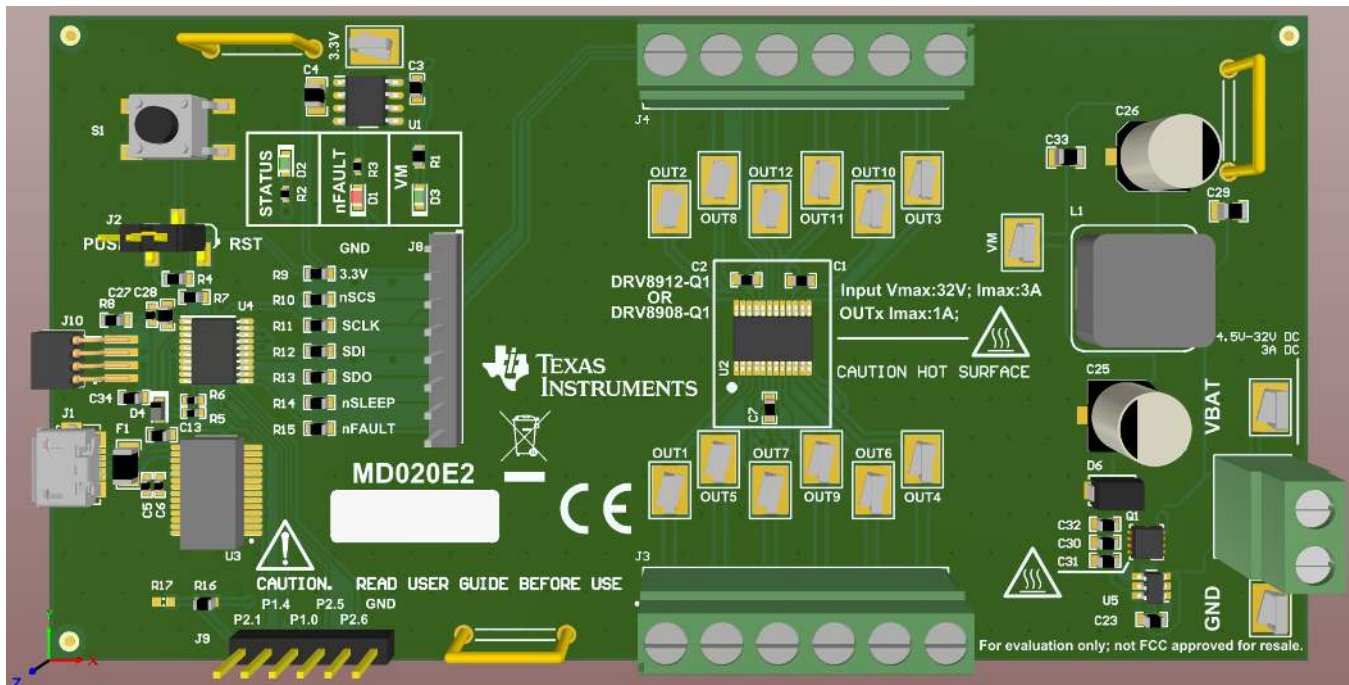 3.3V
C4
C3
U1
S1
STATUS
D2
R2
nFAULT
R3
D1
VM
R1
D3
J2
PUS
RST
GND
J8
R9 3.3V
R10 nSCS
R11 SCLK
R12 SDI
R13 SDO
R14 nSLEEP
R15 nFAULT
R4
R7
C27 C28
R8
U4
J10
C34
D4
R6
R5
J1
F1
C13
C5
C6
U3
TEXAS
INSTRUMENTS
MD020E2
CE
CAUTION. READ USER GUIDE BEFORE USE
R17 R16
P1.4 P2.5 GND
P2.1 P1.0 P2.6
J9
J4
OUT2 OUT12 OUT10
OUT8 OUT11 OUT3
C2 C1
DRV8912-Q1
OR
DRV8908-Q1
U2
C7
Input Vmax:32V; Imax:3A
OUTx Imax:1A;
CAUTION HOT SURFACE
OUT1 OUT7 OUT6
OUT5 OUT9 OUT4
J3
C26
C33
C29
L1
VM
4.5V-32V DC
3A DC
C25
VBAT
D6
Q1
C32
C30
C31
U5
C23
GND
For evaluation only; not FCC approved for resale.
Y
X
Z